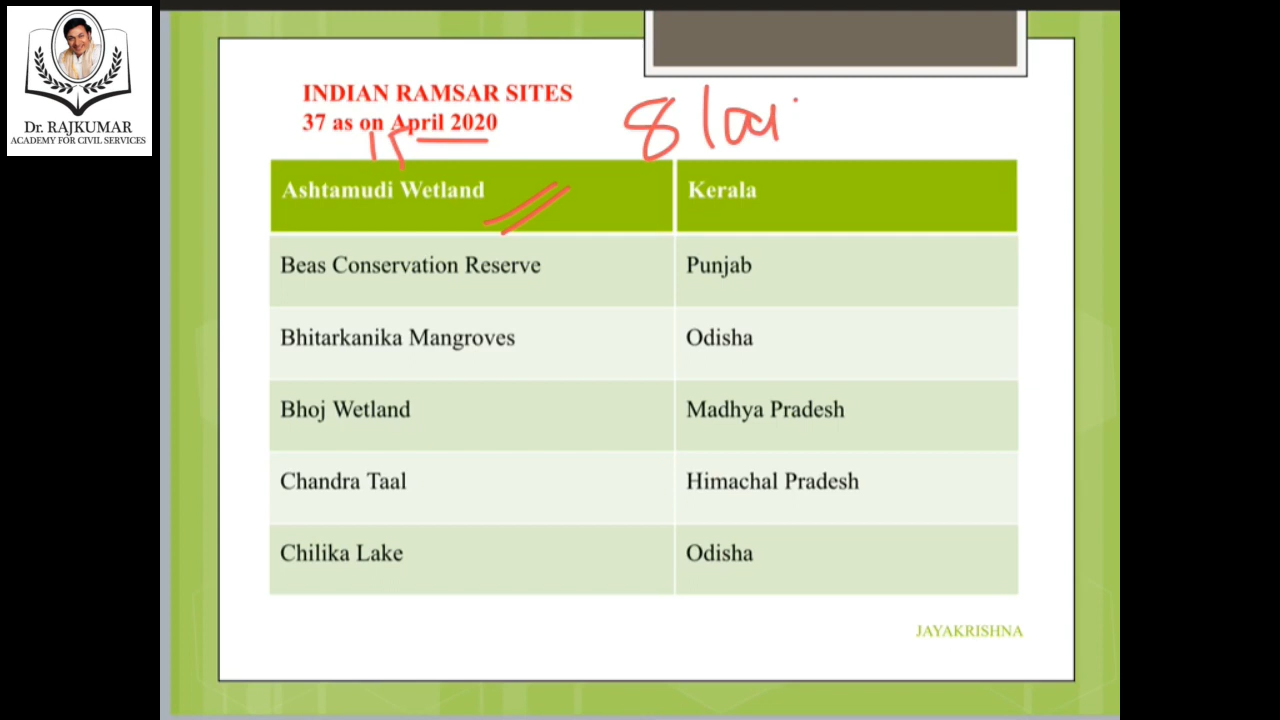 Dr. RAJKUMAR
ACADEMY FOR CIVIL SERVICES
INDIAN RAMSAR SITES
37 as on April 2020
15
Ashtamudi Wetland Kerala
Beas Conservation Reserve Punjab
Bhitarkanika Mangroves Odisha
Bhoj Wetland Madhya Pradesh
Chandra Taal Himachal Pradesh
Chilika Lake Odisha
JAYAKRISHNA